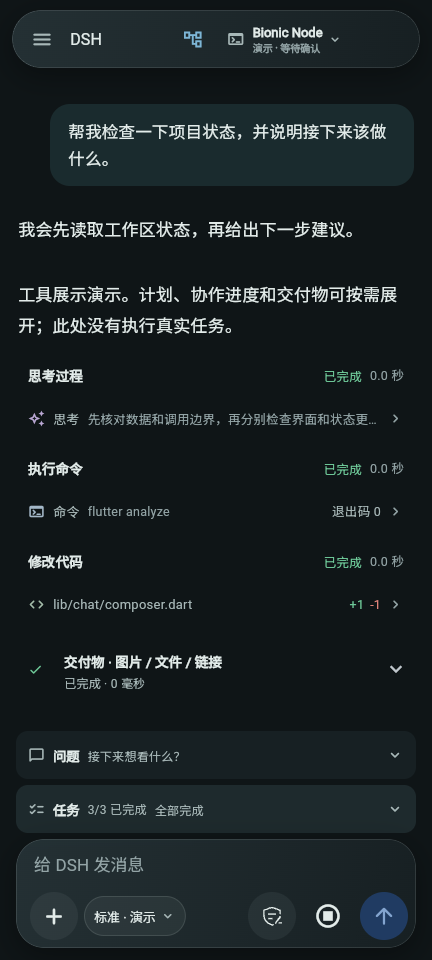 DSH
Bionic Node
演示 · 等待确认
帮我检查一下项目状态，并说明接下来该做
什么。
我会先读取工作区状态，再给出下一步建议。
工具展示演示。计划、协作进度和交付物可按需展
开；此处没有执行真实任务。
思考过程 已完成 0.0 秒
思考 先核对数据和调用边界，再分别检查界面和状态更…
执行命令 已完成 0.0 秒
命令 flutter analyze 退出码 0
修改代码 已完成 0.0 秒
lib/chat/composer.dart +1 -1
交付物 · 图片 / 文件 / 链接
已完成 · 0 毫秒
问题 接下来想看什么？
任务 3/3 已完成 全部完成
给 DSH 发消息
标准 · 演示